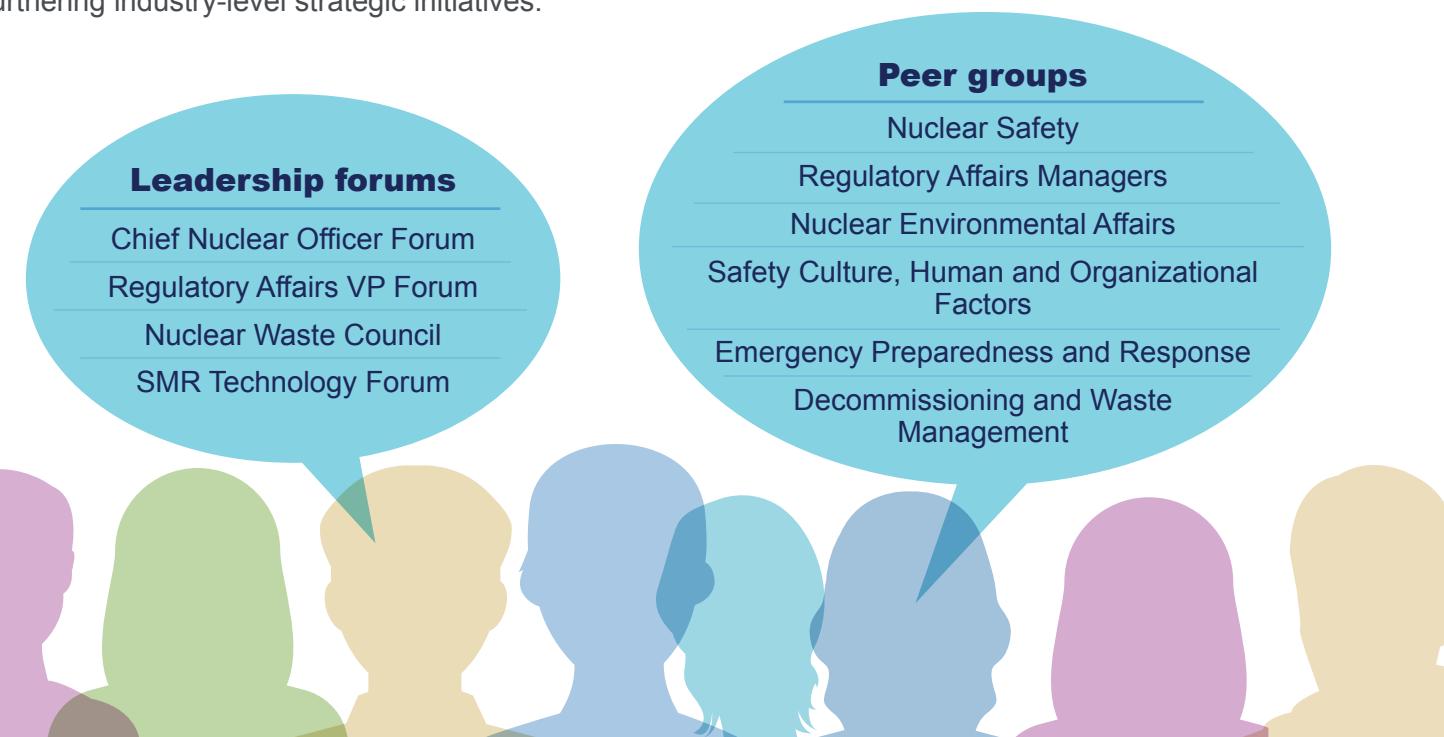 furthering industry-level strategic initiatives.
Leadership forums
Chief Nuclear Officer Forum
Regulatory Affairs VP Forum
Nuclear Waste Council
SMR Technology Forum
Peer groups
Nuclear Safety
Regulatory Affairs Managers
Nuclear Environmental Affairs
Safety Culture, Human and Organizational
Factors
Emergency Preparedness and Response
Decommissioning and Waste
Management